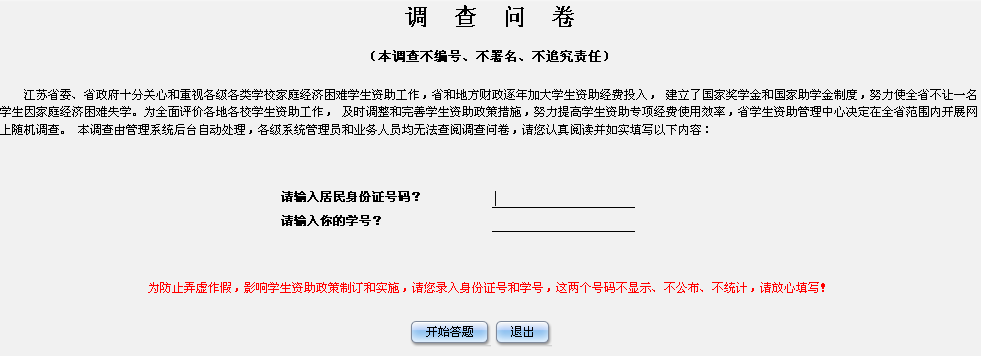 调 查 问 卷
（本调查不编号、不署名、不追究责任）
江苏省委、省政府十分关心和重视各级各类学校家庭经济困难学生资助工作，省和地方财政逐年加大学生资助经费投入， 建立了国家奖学金和国家助学金制度，努力使全省不让一名
学生因家庭经济困难失学。为全面评价各地各校学生资助工作， 及时调整和完善学生资助政策措施，努力提高学生资助专项经费使用效率，省学生资助管理中心决定在全省范围内开展网
上随机调查。 本调查由管理系统后台自动处理，各级系统管理员和业务人员均无法查阅调查问卷，请您认真阅读并如实填写以下内容：
请输入居民身份证号码？
请输入你的学号？
为防止弄虚作假，影响学生资助政策制订和实施，请您录入身份证号和学号，这两个号码不显示、不公布、不统计，请放心填写！
开始答题 退出